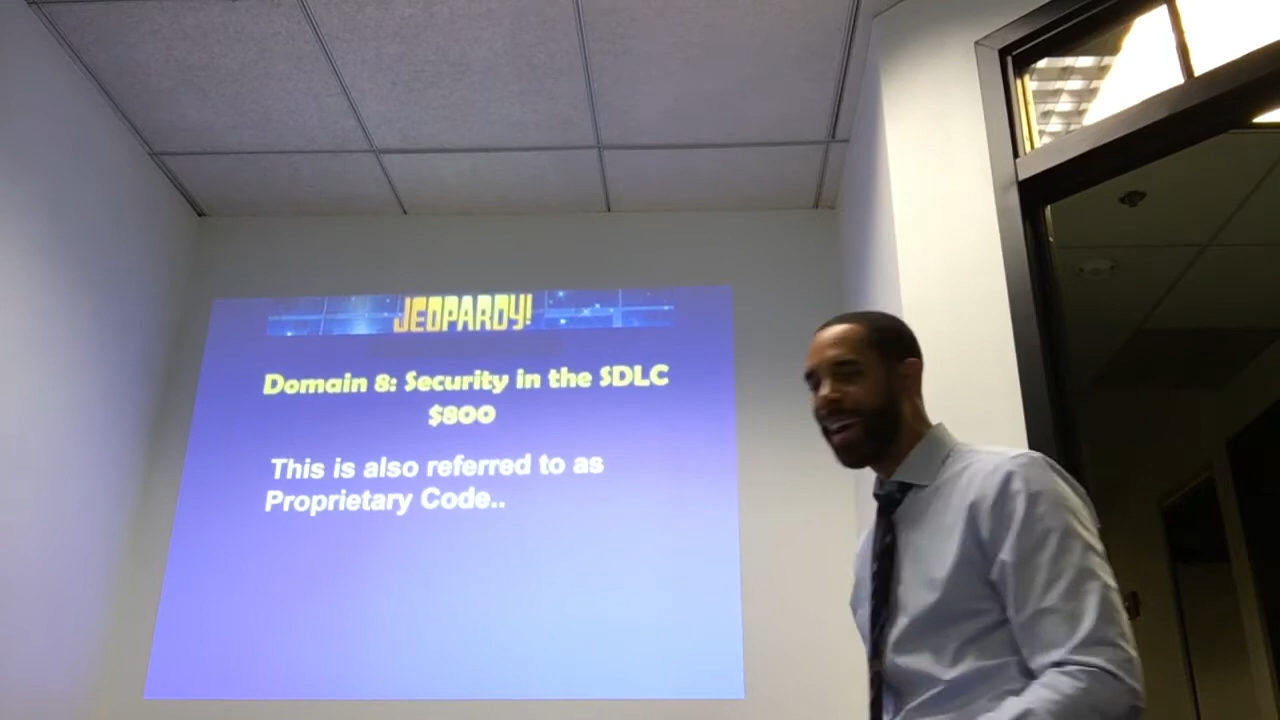 JEOPARDY!
Domain 8: Security in the SDLC
$800
This is also referred to as
Proprietary Code..